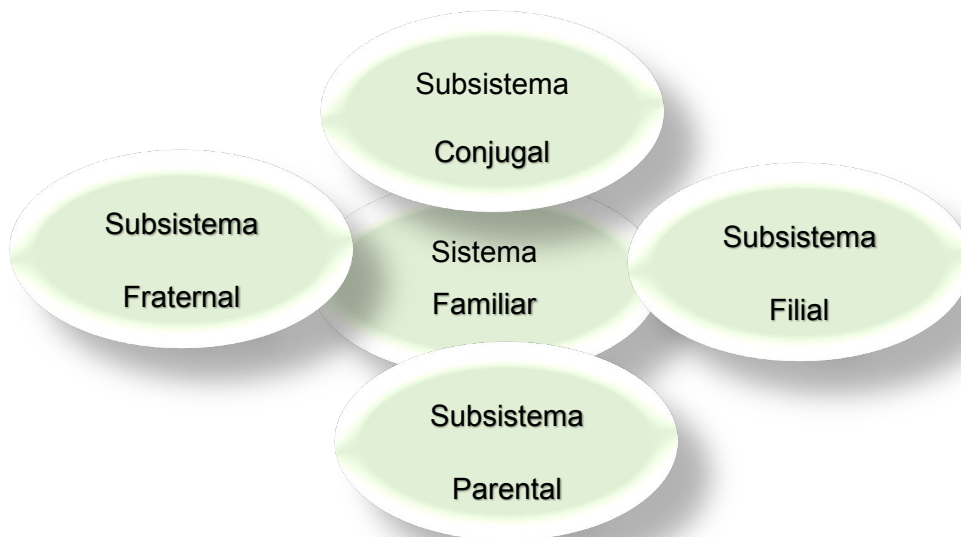 Subsistema
Conjugal
Subsistema
Fraternal
Sistema
Familiar
Subsistema
Filial
Subsistema
Parental